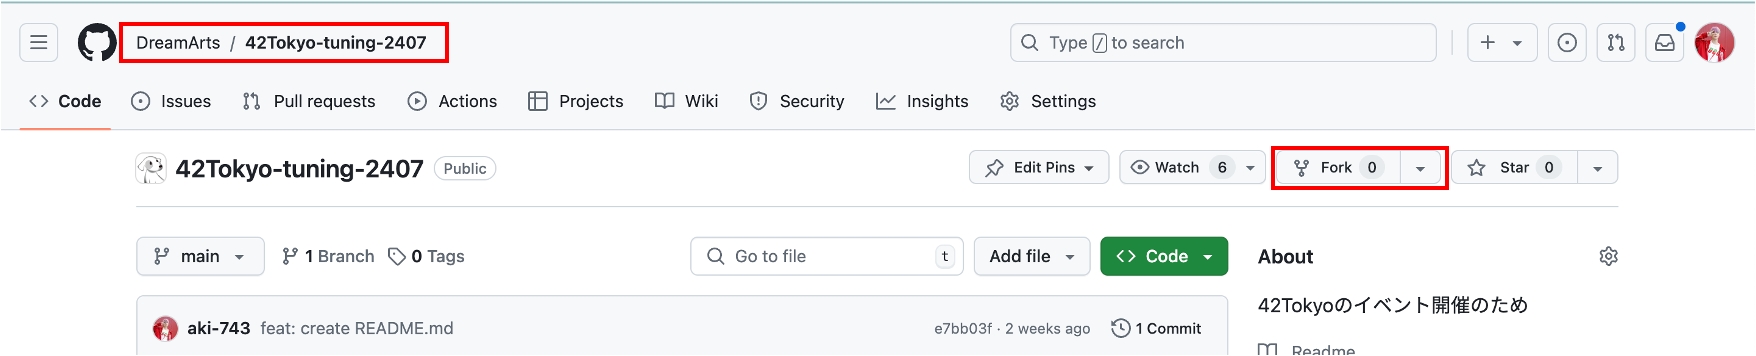 DreamArts / 42Tokyo-tuning-2407
Type / to search
Code Issues Pull requests Actions Projects Wiki Security Insights Settings
42Tokyo-tuning-2407 Public
Edit Pins Watch 6 Fork 0 Star 0
main 1 Branch 0 Tags Go to file t Add file Code
About
42Tokyoのイベント開催のため
aki-743 feat: create README.md e7bb03f · 2 weeks ago 1 Commit
Readme